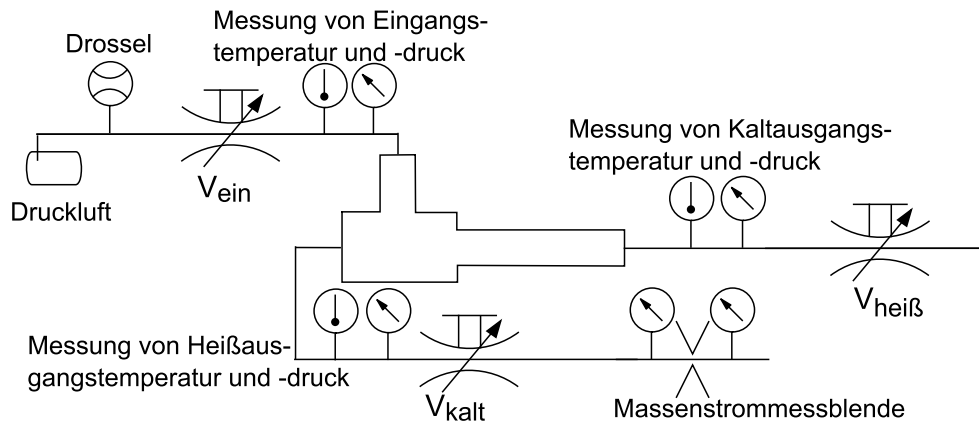 Messung von Eingangs-
temperatur und -druck
Drossel
Druckluft
Vein
Messung von Kaltausgangs-
temperatur und -druck
Vheiß
Messung von Heißaus-
gangstemperatur und -druck
Vkalt
Massenstrommessblende